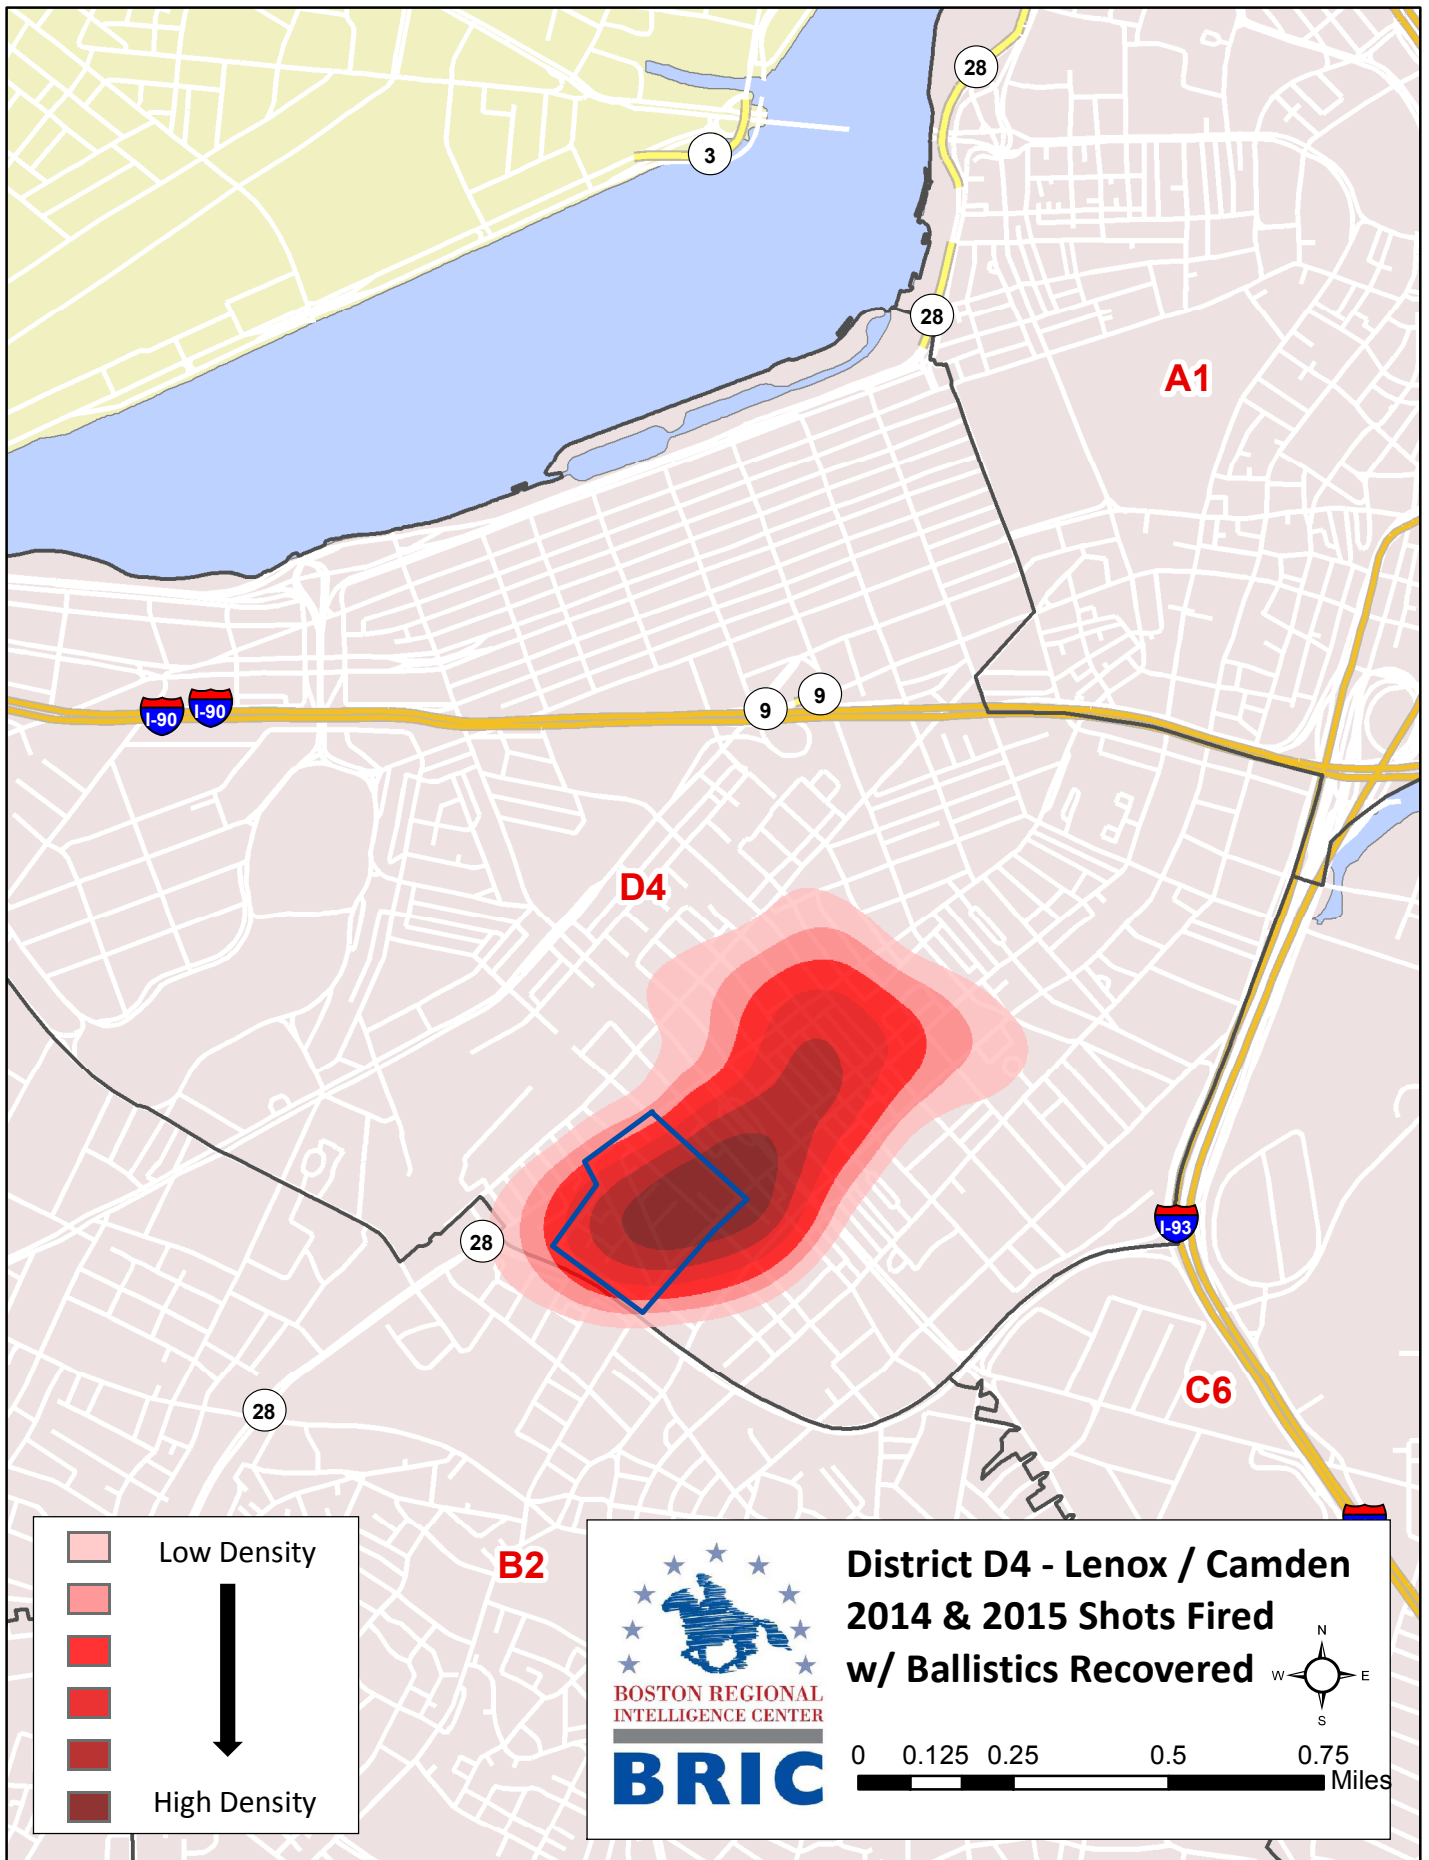 28
3
28
A1
9
9
I-90
I-90
D4
28
I-93
C6
28
B2
Low Density
High Density
District D4 - Lenox / Camden
2014 & 2015 Shots Fired
w/ Ballistics Recovered
N
W
E
S
BOSTON REGIONAL
INTELLIGENCE CENTER
BRIC
0 0.125 0.25 0.5 0.75
Miles